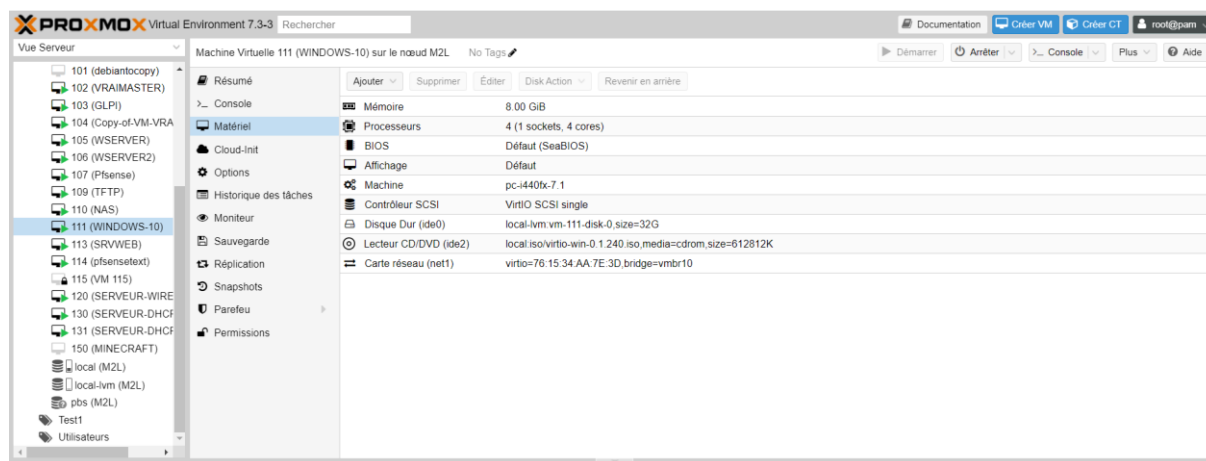 PROXMOX Virtual Environment 7.3-3 Rechercher Documentation Créer VM Créer CT root@pam
Vue Serveur
Machine Virtuelle 111 (WINDOWS-10) sur le nœud M2L No Tags Démarrer Arrêter Console Plus Aide
101 (debiantocopy)
102 (VRAIMASTER)
103 (GLPI)
104 (Copy-of-VM-VRA
105 (WSERVER)
106 (WSERVER2)
107 (Pfsense)
109 (TFTP)
110 (NAS)
111 (WINDOWS-10)
113 (SRVWEB)
114 (pfsensetext)
115 (VM 115)
120 (SERVEUR-WIRE
130 (SERVEUR-DHCF
131 (SERVEUR-DHCF
150 (MINECRAFT)
local (M2L)
local-lvm (M2L)
pbs (M2L)
Test1
Utilisateurs
Résumé
>_ Console
Matériel
Cloud-Init
Options
Historique des tâches
Moniteur
Sauvegarde
Réplication
Snapshots
Parefeu
Permissions
Ajouter Supprimer Éditer Disk Action Revenir en arrière
Mémoire 8.00 GiB
Processeurs 4 (1 sockets, 4 cores)
BIOS Défaut (SeaBIOS)
Affichage Défaut
Machine pc-i440fx-7.1
Contrôleur SCSI VirtIO SCSI single
Disque Dur (ide0) local-lvm:vm-111-disk-0,size=32G
Lecteur CD/DVD (ide2) local:iso/virtio-win-0.1.240.iso,media=cdrom,size=612812K
Carte réseau (net1) virtio=76:15:34:AA:7E:3D,bridge=vmbr10